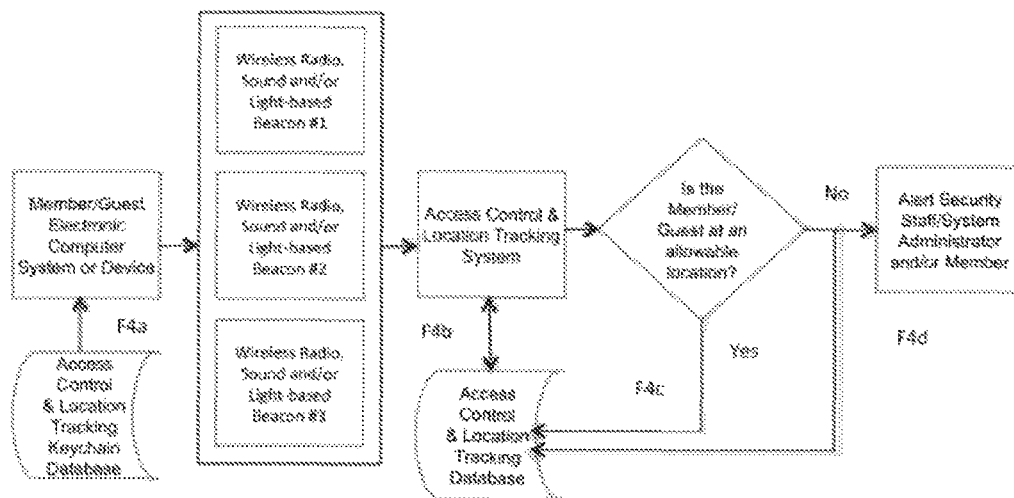 Wireless Radio,
Sound and/or
Light-based
Beacon #1
Member/Guest
Electronic
Computer
System or Device
Wireless Radio,
Sound and/or
Light-based
Beacon #2
Access Control &
Location Tracking
System
Is the
Member/
Guest at an
allowable
location?
No
Alert Security
Staff/System
Administrator
and/or Member
F4a
F4b
Yes
F4d
Access
Control
& Location
Tracking
Keychain
Database
Wireless Radio,
Sound and/or
Light-based
Beacon #3
F4c
Access
Control
& Location
Tracking
Database